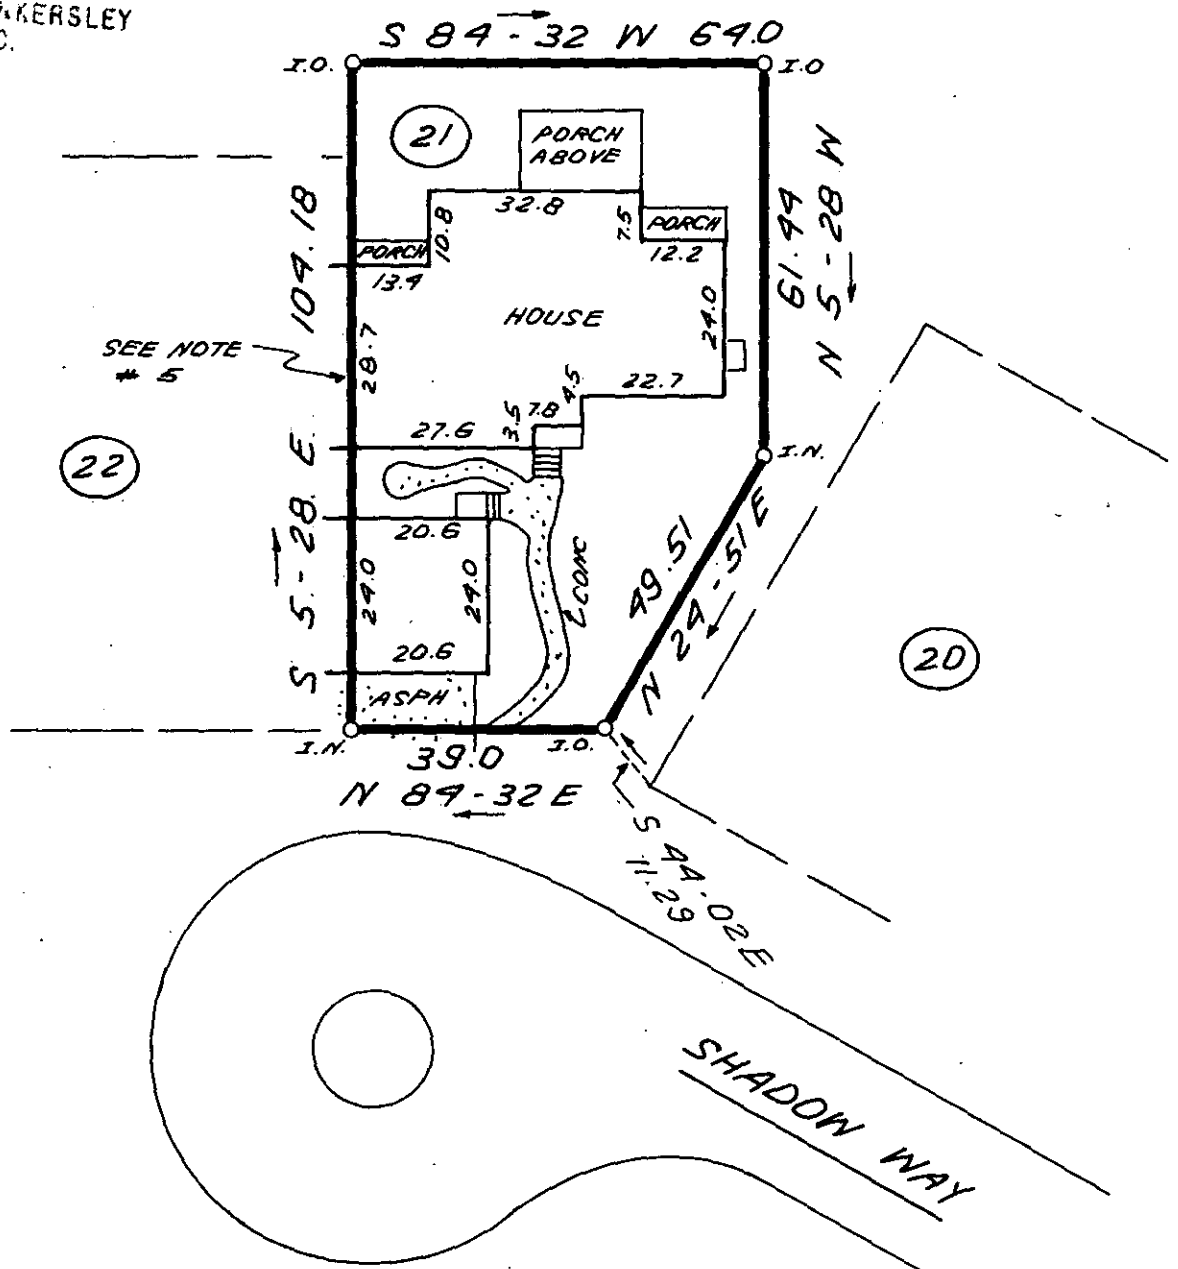 KERSLEY
S 84-32 W 64.0
I.O.
I.O
21
PORCH
ABOVE
32.8
10.8
7.5
PORCH
12.2
PORCH
13.4
S 5-28 E 104.18
61.44
N 5-28 W
HOUSE
24.0
SEE NOTE
# 5
28.7
22.7
4.5
7.8
3.5
27.6
22
I.N.
20.6
24.0
24.0
CONC
49.51
N 24-51 E
20.6
20
ASPH
I.N.
I.O.
39.0
N 84-32 E
S 44-02 E
11.29
SHADOW WAY